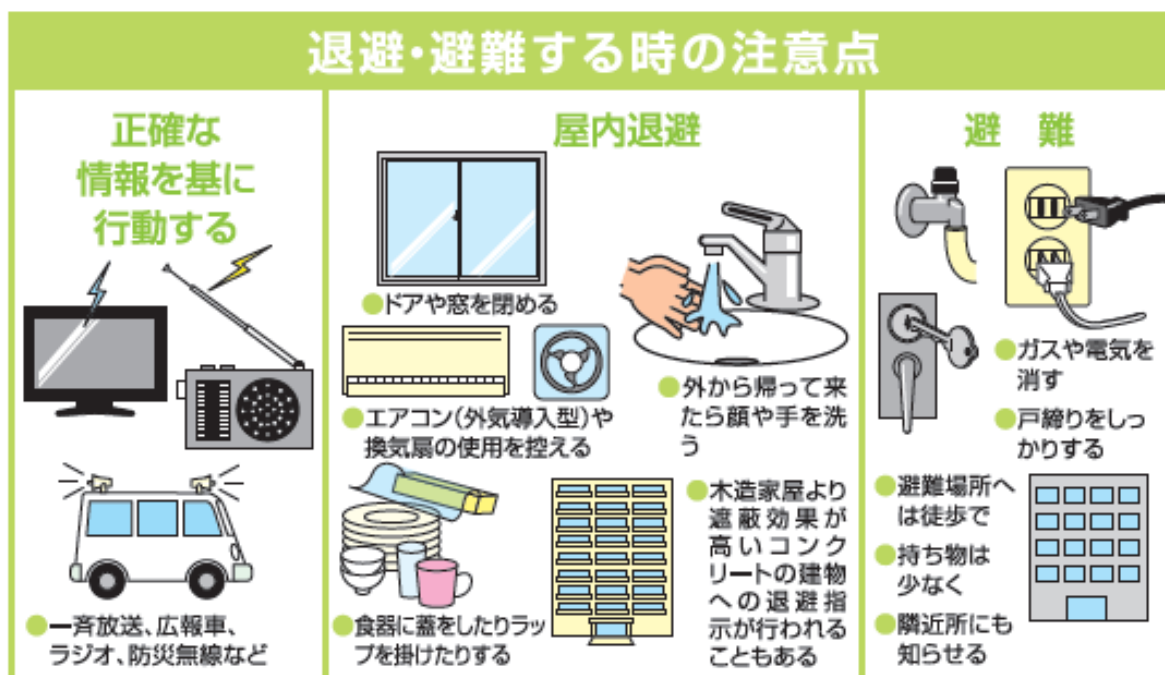 退避・避難する時の注意点
正確な
情報を基に
行動する
●一斉放送、広報車、
ラジオ、防災無線など
屋内退避
●ドアや窓を閉める
●エアコン(外気導入型)や
換気扇の使用を控える
●外から帰って来
たら顔や手を洗
う
●食器に蓋をしたりラッ
プを掛けたりする
●木造家屋より
遮蔽効果が
高いコンク
リートの建物
への退避指
示が行われる
こともある
避難
●ガスや電気を
消す
●戸締りをしっ
かりする
●避難場所へ
は徒歩で
●持ち物は
少なく
●隣近所にも
知らせる